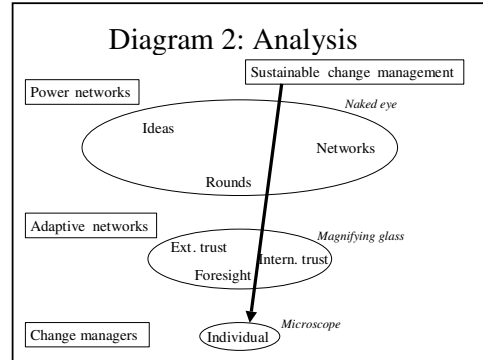 Diagram 2: Analysis
Sustainable change management
Power networks
Naked eye
Ideas
Networks
Rounds
Adaptive networks
Magnifying glass
Ext. trust
Intern. trust
Foresight
Microscope
Change managers
Individual